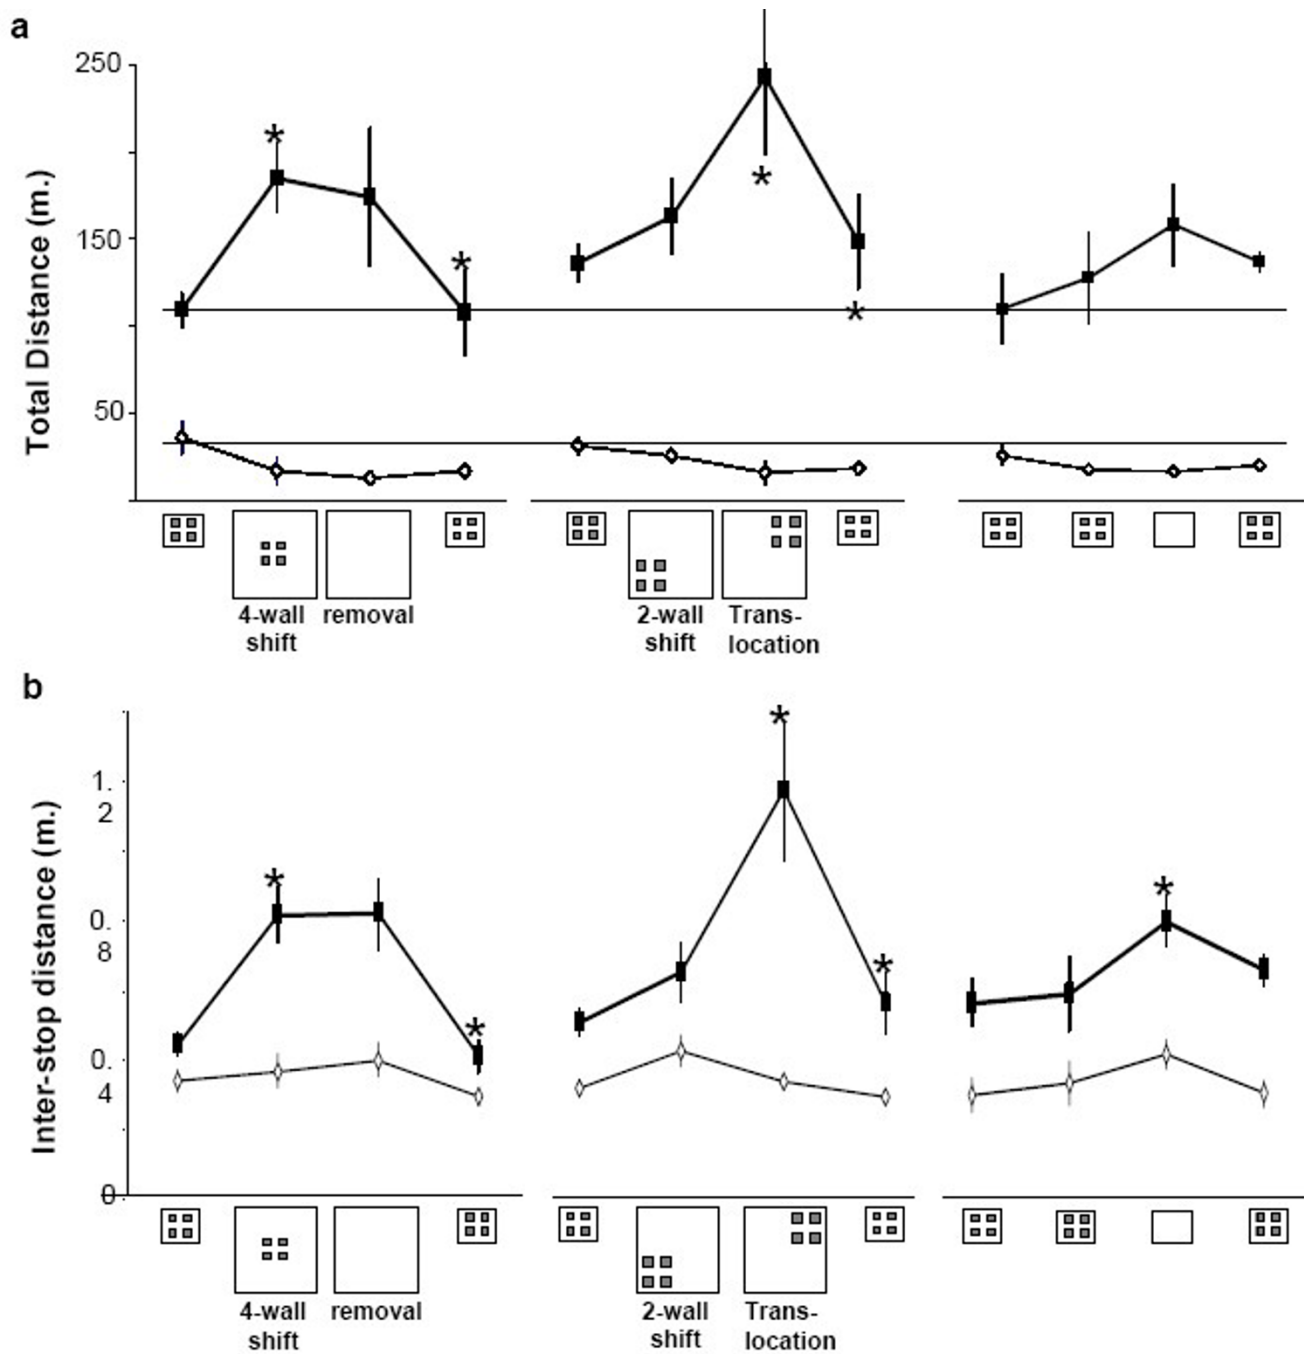 a
250
150
50
Total Distance (m.)
*
*
*
*
4-wall
shift
removal
2-wall
shift
Trans-
location
b
1.
2
0.
8
0.
4
0
Inter-stop distance (m.)
*
*
*
*
*
4-wall
shift
removal
2-wall
shift
Trans-
location